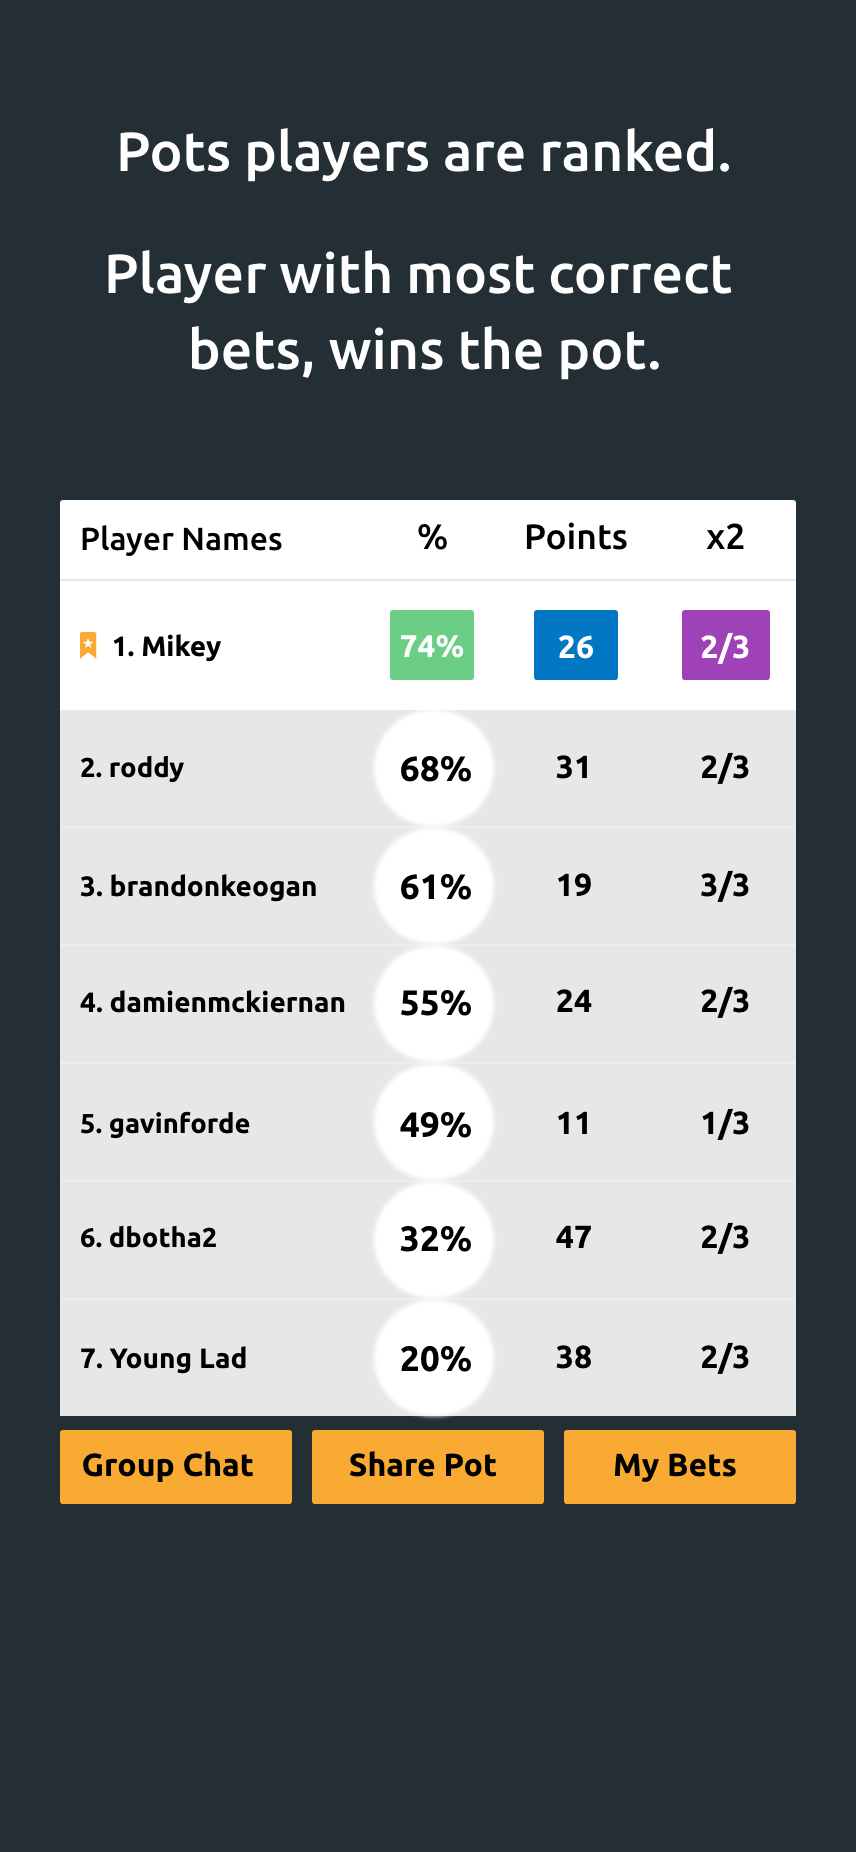 Pots players are ranked.
Player with most correct
bets, wins the pot.
Player Names % Points x2
1. Mikey 74% 26 2/3
2. roddy 68% 31 2/3
3. brandonkeogan 61% 19 3/3
4. damienmckiernan 55% 24 2/3
5. gavinforde 49% 11 1/3
6. dbotha2 32% 47 2/3
7. Young Lad 20% 38 2/3
Group Chat Share Pot My Bets